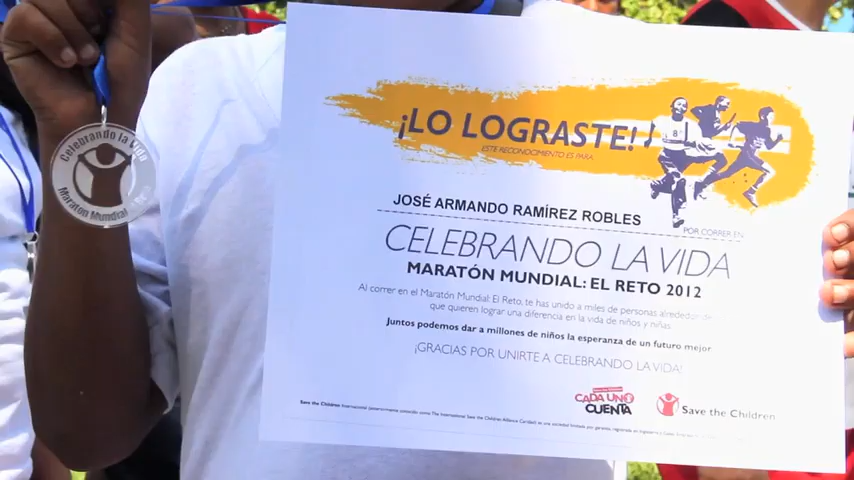 Celebrando la Vida
Maratón Mundial
¡LO LOGRASTE!
ESTE RECONOCIMIENTO ES PARA:
JOSÉ ARMANDO RAMÍREZ ROBLES
POR CORRER EN
CELEBRANDO LA VIDA
MARATÓN MUNDIAL: EL RETO 2012
Al correr en el Maratón Mundial: El Reto, te has unido a miles de personas alrededor de
que quieren lograr una diferencia en la vida de niños y niñas.
Juntos podemos dar a millones de niños la esperanza de un futuro mejor
¡GRACIAS POR UNIRTE A CELEBRANDO LA VIDA!
CADA UNO
CUENTA
Save the Children
Save the Children International